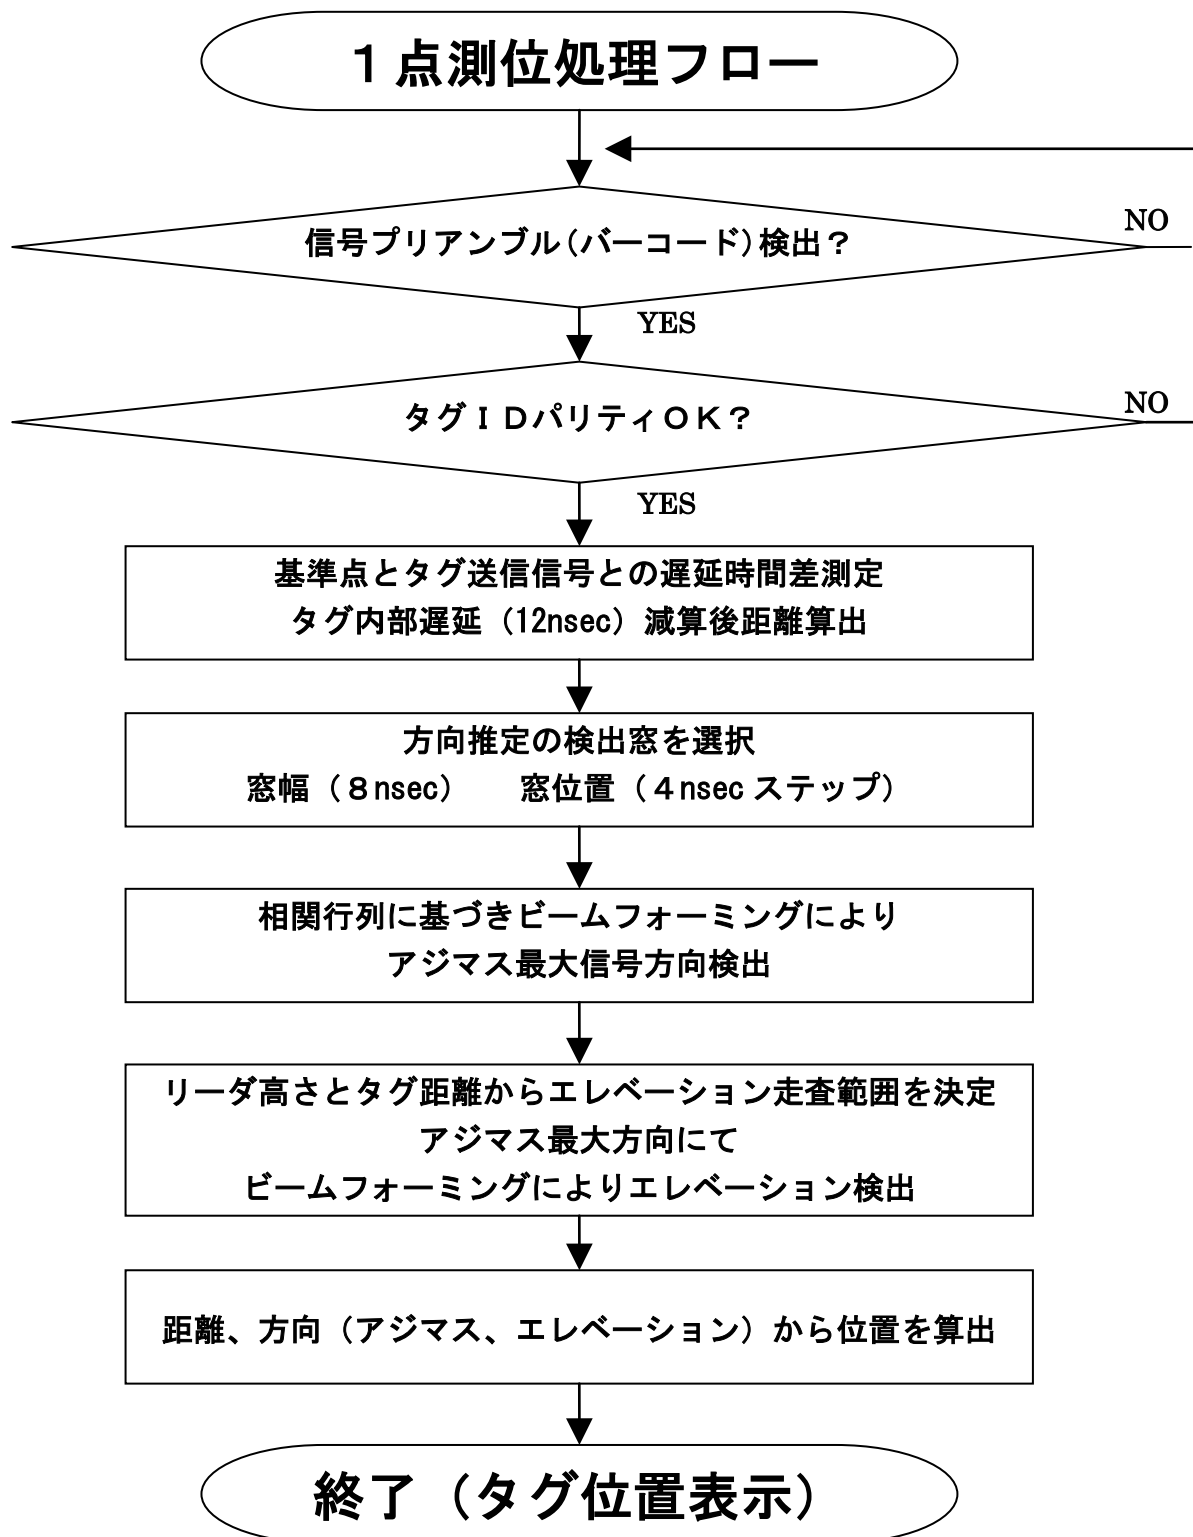 １点測位処理フロー
信号プリアンブル(バーコード)検出？
NO
YES
タグＩＤパリティＯＫ？
NO
YES
基準点とタグ送信信号との遅延時間差測定
タグ内部遅延（12nsec）減算後距離算出
方向推定の検出窓を選択
窓幅（８nsec）　窓位置（４nsec ステップ）
相関行列に基づきビームフォーミングにより
アジマス最大信号方向検出
リーダ高さとタグ距離からエレベーション走査範囲を決定
アジマス最大方向にて
ビームフォーミングによりエレベーション検出
距離、方向（アジマス、エレベーション）から位置を算出
終了（タグ位置表示）